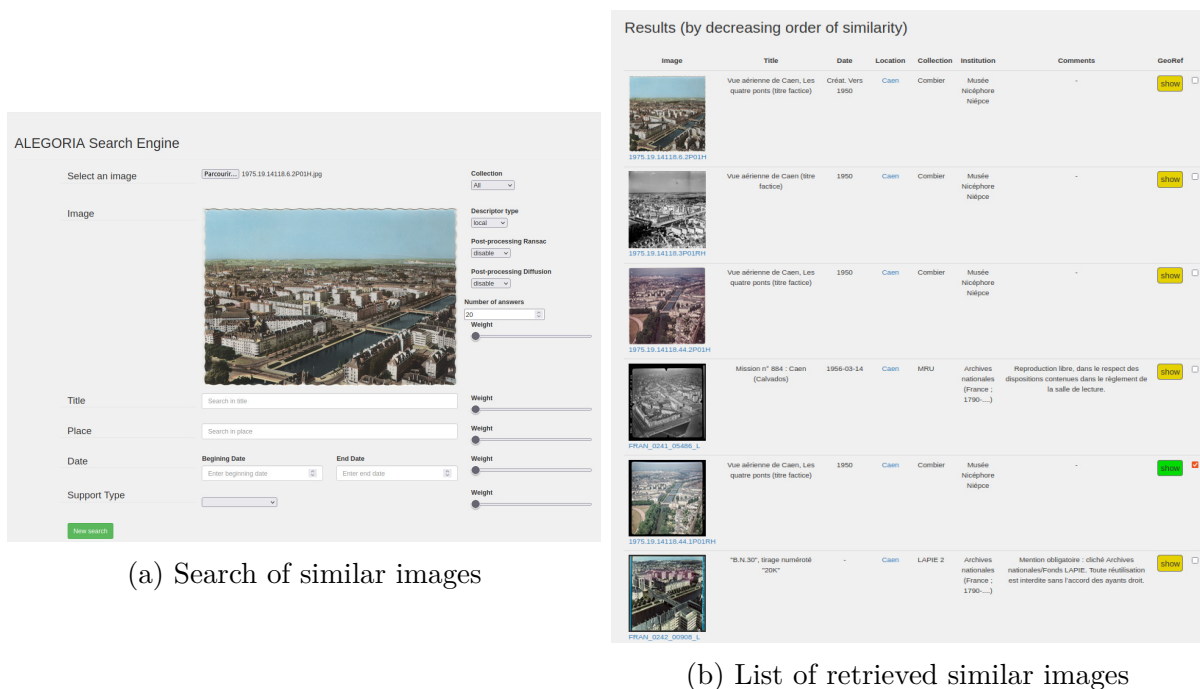 ALEGORIA Search Engine
Select an image
Parcourir... 1975.19.14118.6.2P01H.jpg
Collection
All
Image
Descriptor type
local
Post-processing Ransac
disable
Post-processing Diffusion
disable
Number of answers
20
Weight
Title
Search in title
Weight
Place
Search in place
Weight
Date
Begining Date
End Date
Weight
Enter beginning date
Enter end date
Support Type
Weight
New search
(a) Search of similar images
Results (by decreasing order of similarity)
Image Title Date Location Collection Institution Comments GeoRef
Vue aérienne de Caen, Les Créat. Vers Caen Combier Musée - show
quatre ponts (titre factice) 1950 Nicéphore
Niépce
1975.19.14118.6.2P01H
Vue aérienne de Caen (titre 1950 Caen Combier Musée - show
factice) Nicéphore
Niépce
1975.19.14118.3P01RH
Vue aérienne de Caen, Les 1950 Caen Combier Musée - show
quatre ponts (titre factice) Nicéphore
Niépce
1975.19.14118.44.2P01H
Mission n° 884 : Caen 1956-03-14 Caen MRU Archives Reproduction libre, dans le respect des show
(Calvados) nationales dispositions contenues dans le règlement de
(France ; la salle de lecture.
1790-....)
FRAN_0241_05486_L
Vue aérienne de Caen, Les 1950 Caen Combier Musée - show
quatre ponts (titre factice) Nicéphore
Niépce
1975.19.14118.44.1P01RH
"B.N.30", tirage numéroté - Caen LAPIE 2 Archives Mention obligatoire : cliché Archives show
"20K" nationales nationales/Fonds LAPIE. Toute réutilisation
(France ; est interdite sans l'accord des ayants droit.
1790-....)
FRAN_0242_00908_L
(b) List of retrieved similar images